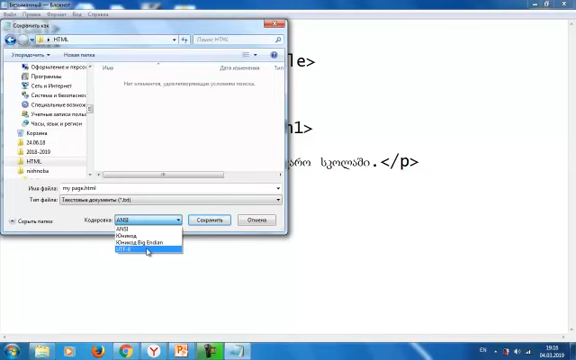 Безымянный — Блокнот
Файл Правка Формат Вид Справка
Сохранить как
HTML
Поиск: HTML
Упорядочить
Новая папка
Имя
Дата изменения
Тип
Нет элементов, удовлетворяющих условиям поиска.
Оформление и персо
Программы
Сеть и Интернет
Система и безопаснос
Специальные возмож
Учетные записи польз
Часы, язык и регион
Корзина
24.06.18
2018-2019
HTML
nishnoba
le>
h1>
არო სკოლაში.</p>
Имя файла: my page.html
Тип файла: Текстовые документы (*.txt)
Скрыть папки
Кодировка: ANSI
Сохранить
Отмена
ANSI
Юникод
Юникод Big Endian
UTF-8
EN
19:16
04.03.2019